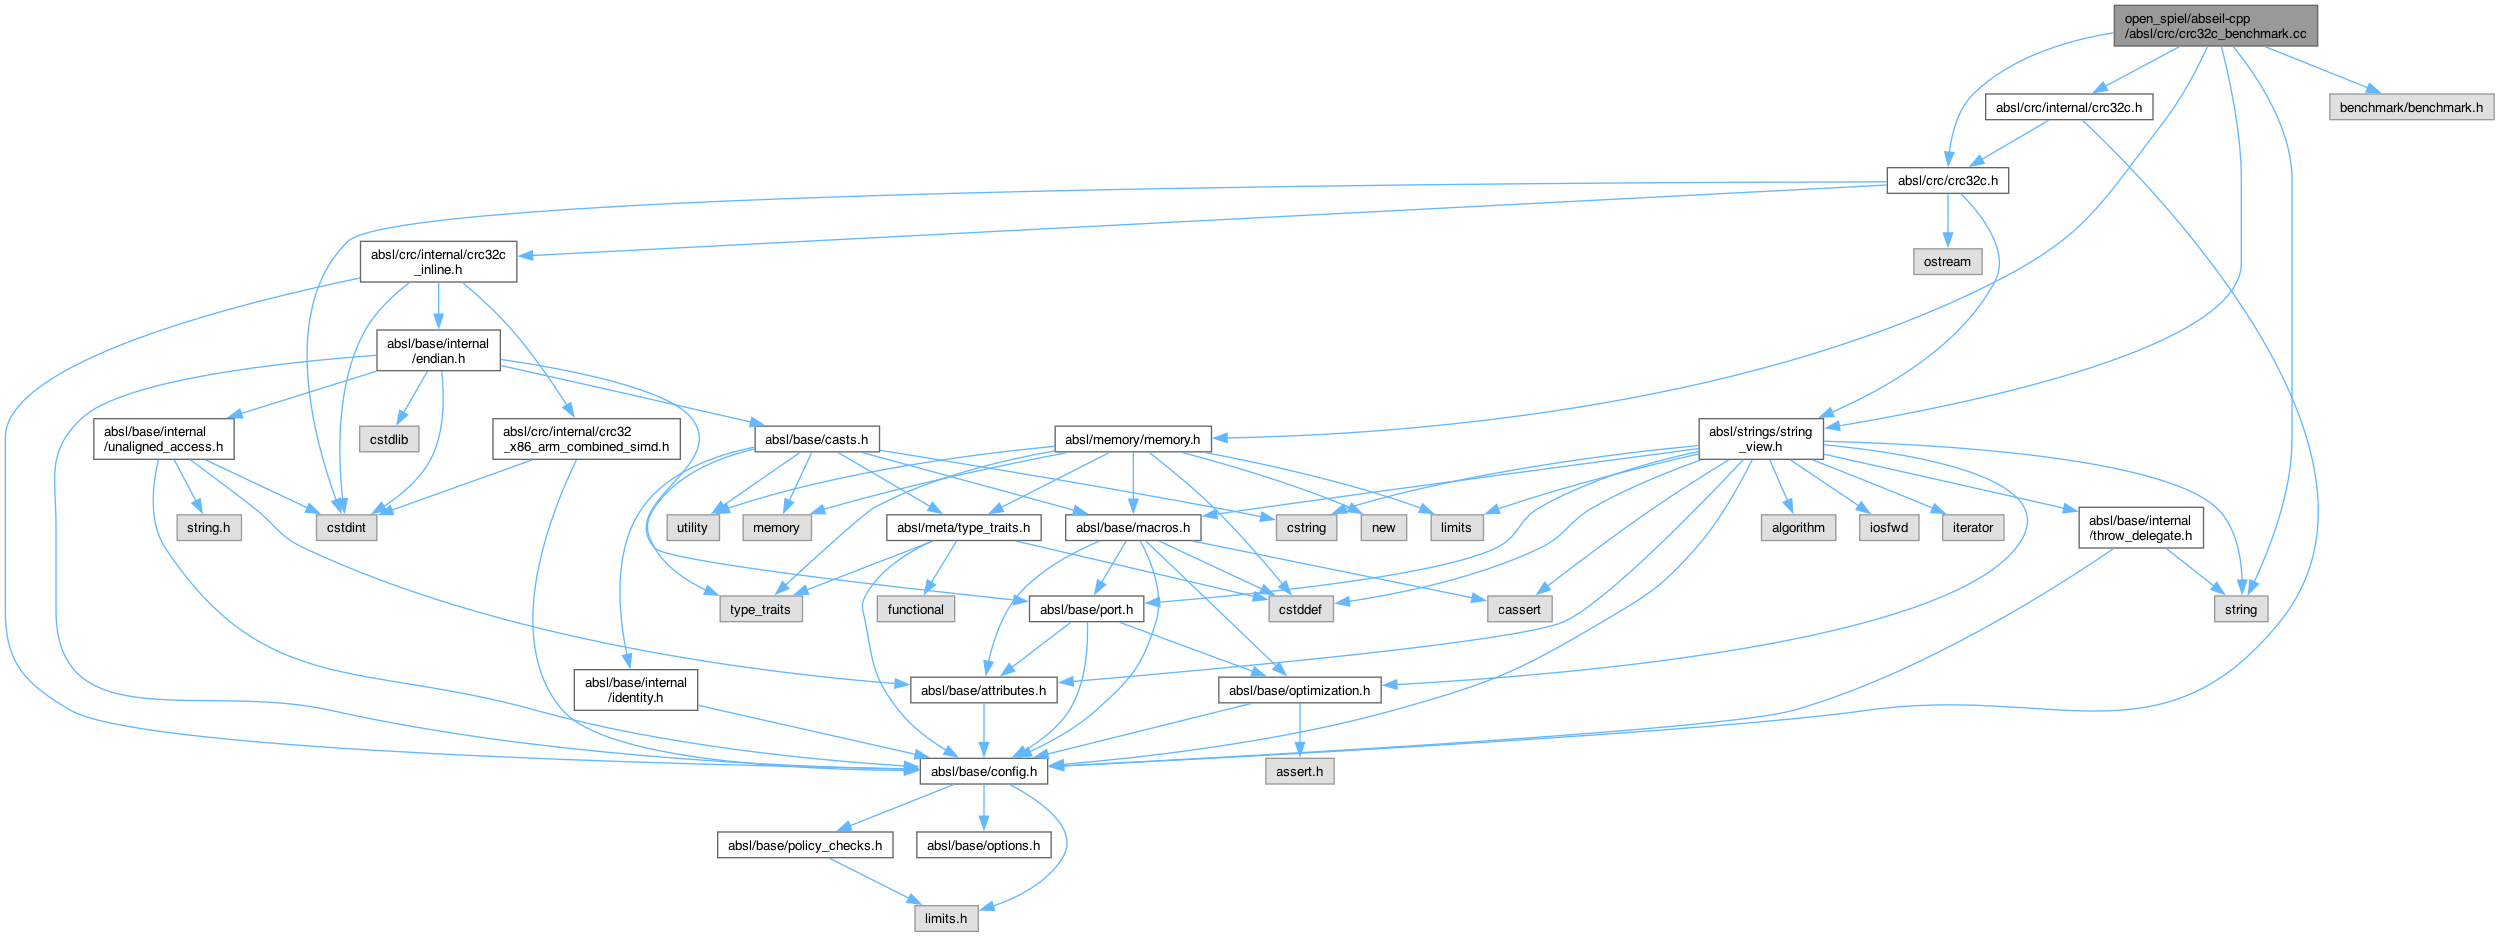 open_spiel/abseil-cpp
/absl/crc/crc32c_benchmark.cc
absl/crc/internal/crc32c.h
benchmark/benchmark.h
absl/crc/crc32c.h
absl/crc/internal/crc32c
_inline.h
ostream
absl/base/internal
/endian.h
absl/base/internal
/unaligned_access.h
cstdlib
absl/crc/internal/crc32
_x86_arm_combined_simd.h
absl/base/casts.h
absl/memory/memory.h
absl/strings/string
_view.h
string.h
cstdint
utility
memory
absl/meta/type_traits.h
absl/base/macros.h
cstring
new
limits
algorithm
iosfwd
iterator
absl/base/internal
/throw_delegate.h
type_traits
functional
absl/base/port.h
cstddef
cassert
string
absl/base/internal
/identity.h
absl/base/attributes.h
absl/base/optimization.h
absl/base/config.h
assert.h
absl/base/policy_checks.h
absl/base/options.h
limits.h